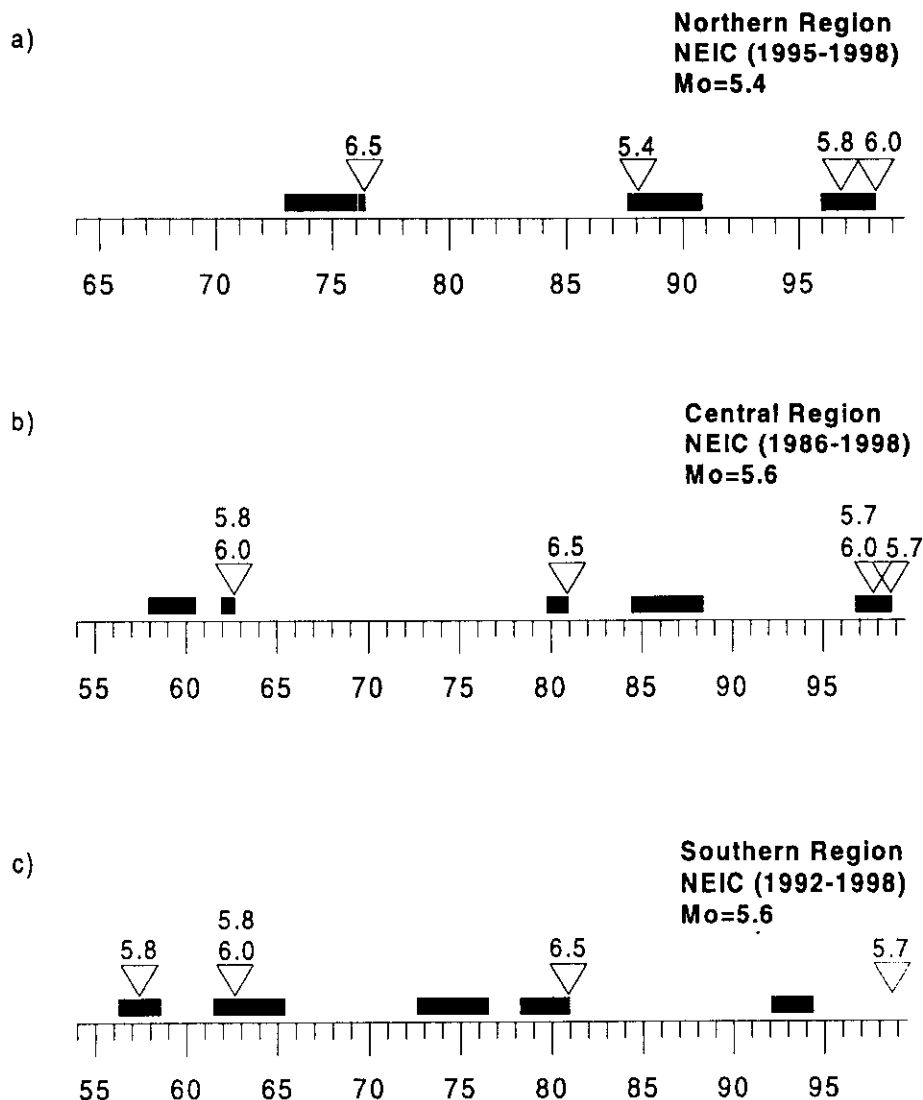 a)
Northern Region
NEIC (1995-1998)
Mo=5.4
6.5 5.4 5.8 6.0
65 70 75 80 85 90 95
b)
Central Region
NEIC (1986-1998)
Mo=5.6
5.8 5.7
6.0 6.5 6.0 5.7
55 60 65 70 75 80 85 90 95
c)
Southern Region
NEIC (1992-1998)
Mo=5.6
5.8
5.8 6.0 6.5 5.7
55 60 65 70 75 80 85 90 95